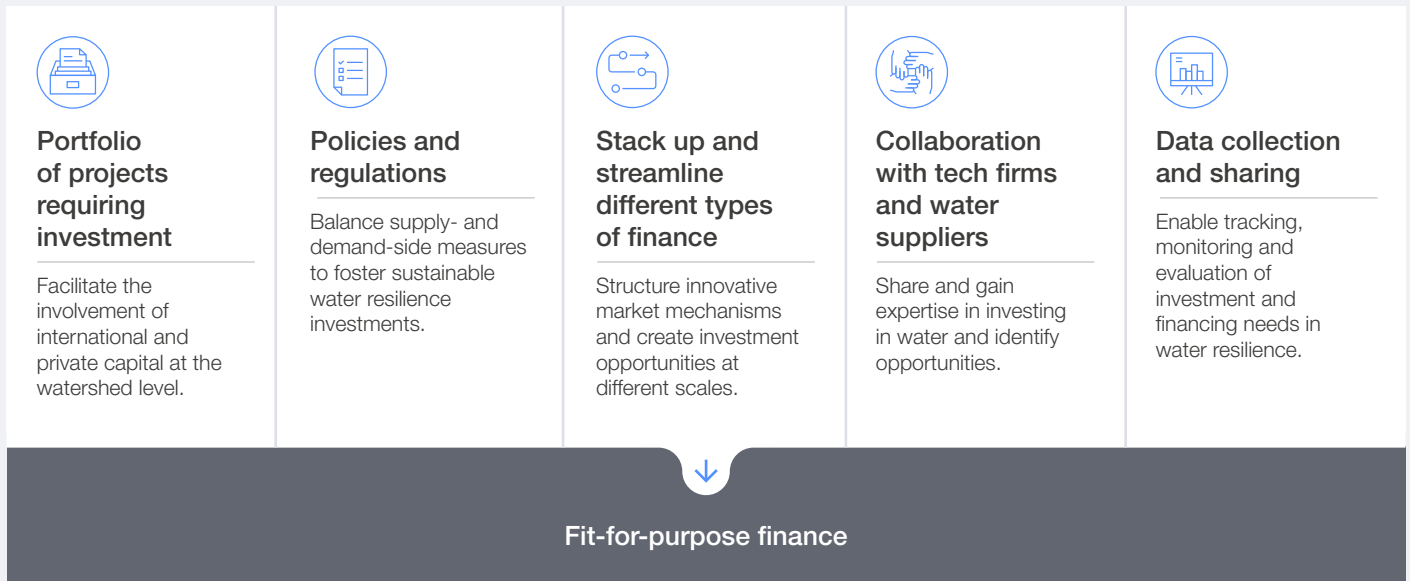 Portfolio
of projects
requiring
investment
Facilitate the
involvement of
international and
private capital at the
watershed level.
Policies and
regulations
Balance supply- and
demand-side measures
to foster sustainable
water resilience
investments.
Stack up and
streamline
different types
of finance
Structure innovative
market mechanisms
and create investment
opportunities at
different scales.
Collaboration
with tech firms
and water
suppliers
Share and gain
expertise in investing
in water and identify
opportunities.
Data collection
and sharing
Enable tracking,
monitoring and
evaluation of
investment and
financing needs in
water resilience.
Fit-for-purpose finance